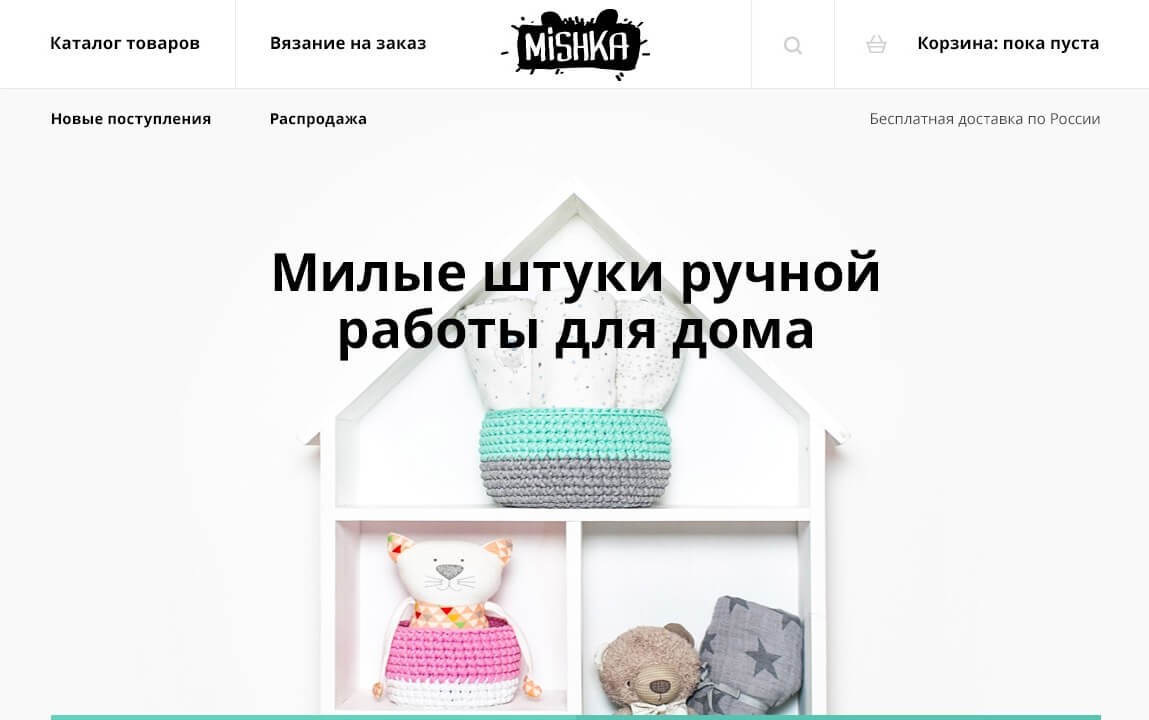 Каталог товаров
Вязание на заказ
MiSHKA
Корзина: пока пуста
Новые поступления
Распродажа
Бесплатная доставка по России
Милые штуки ручной
работы для дома